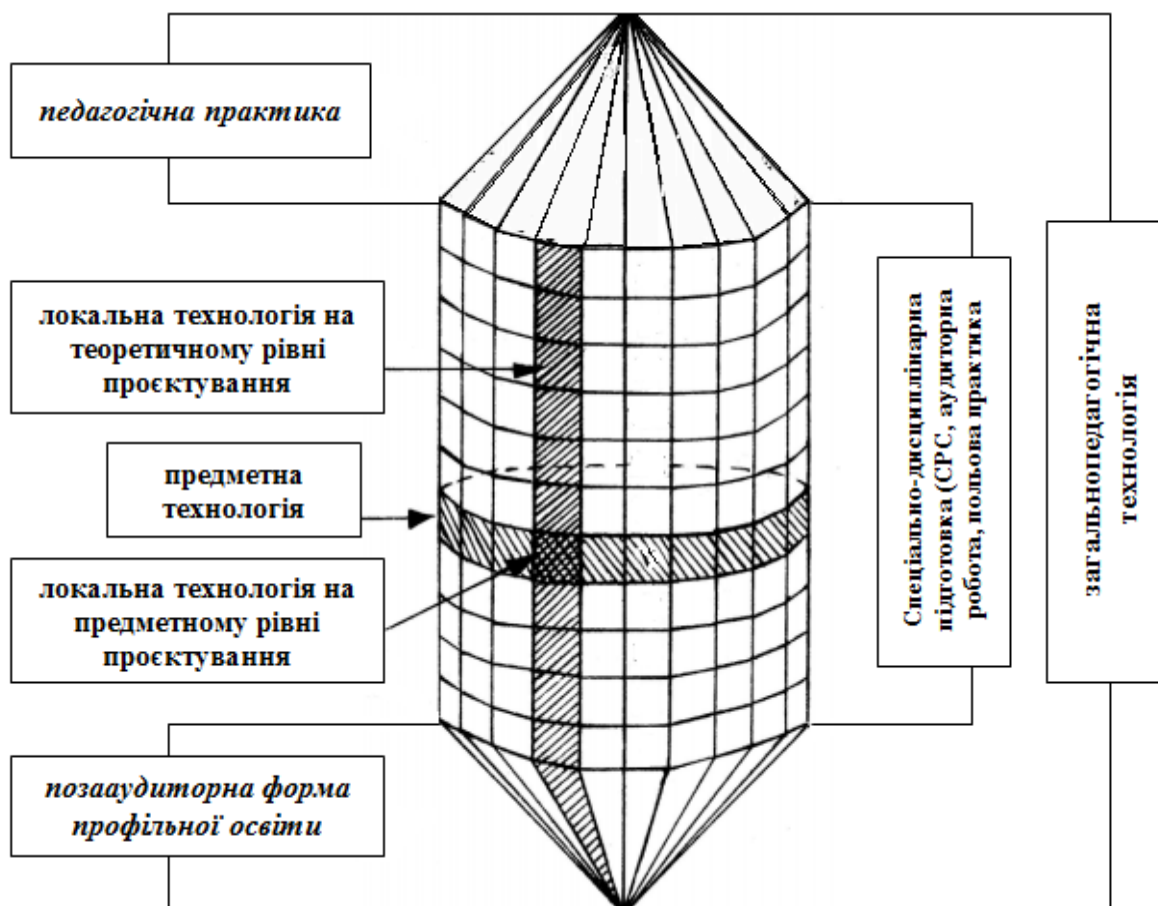 педагогічна практика
локальна технологія на
теоретичному рівні
проєктування
предметна
технологія
локальна технологія на
предметному рівні
проєктування
позааудиторна форма
профільної освіти
Спеціально-дисциплінарна
підготовка (СРС, аудиторна
робота, польова практика
загальнопедагогічна
технологія